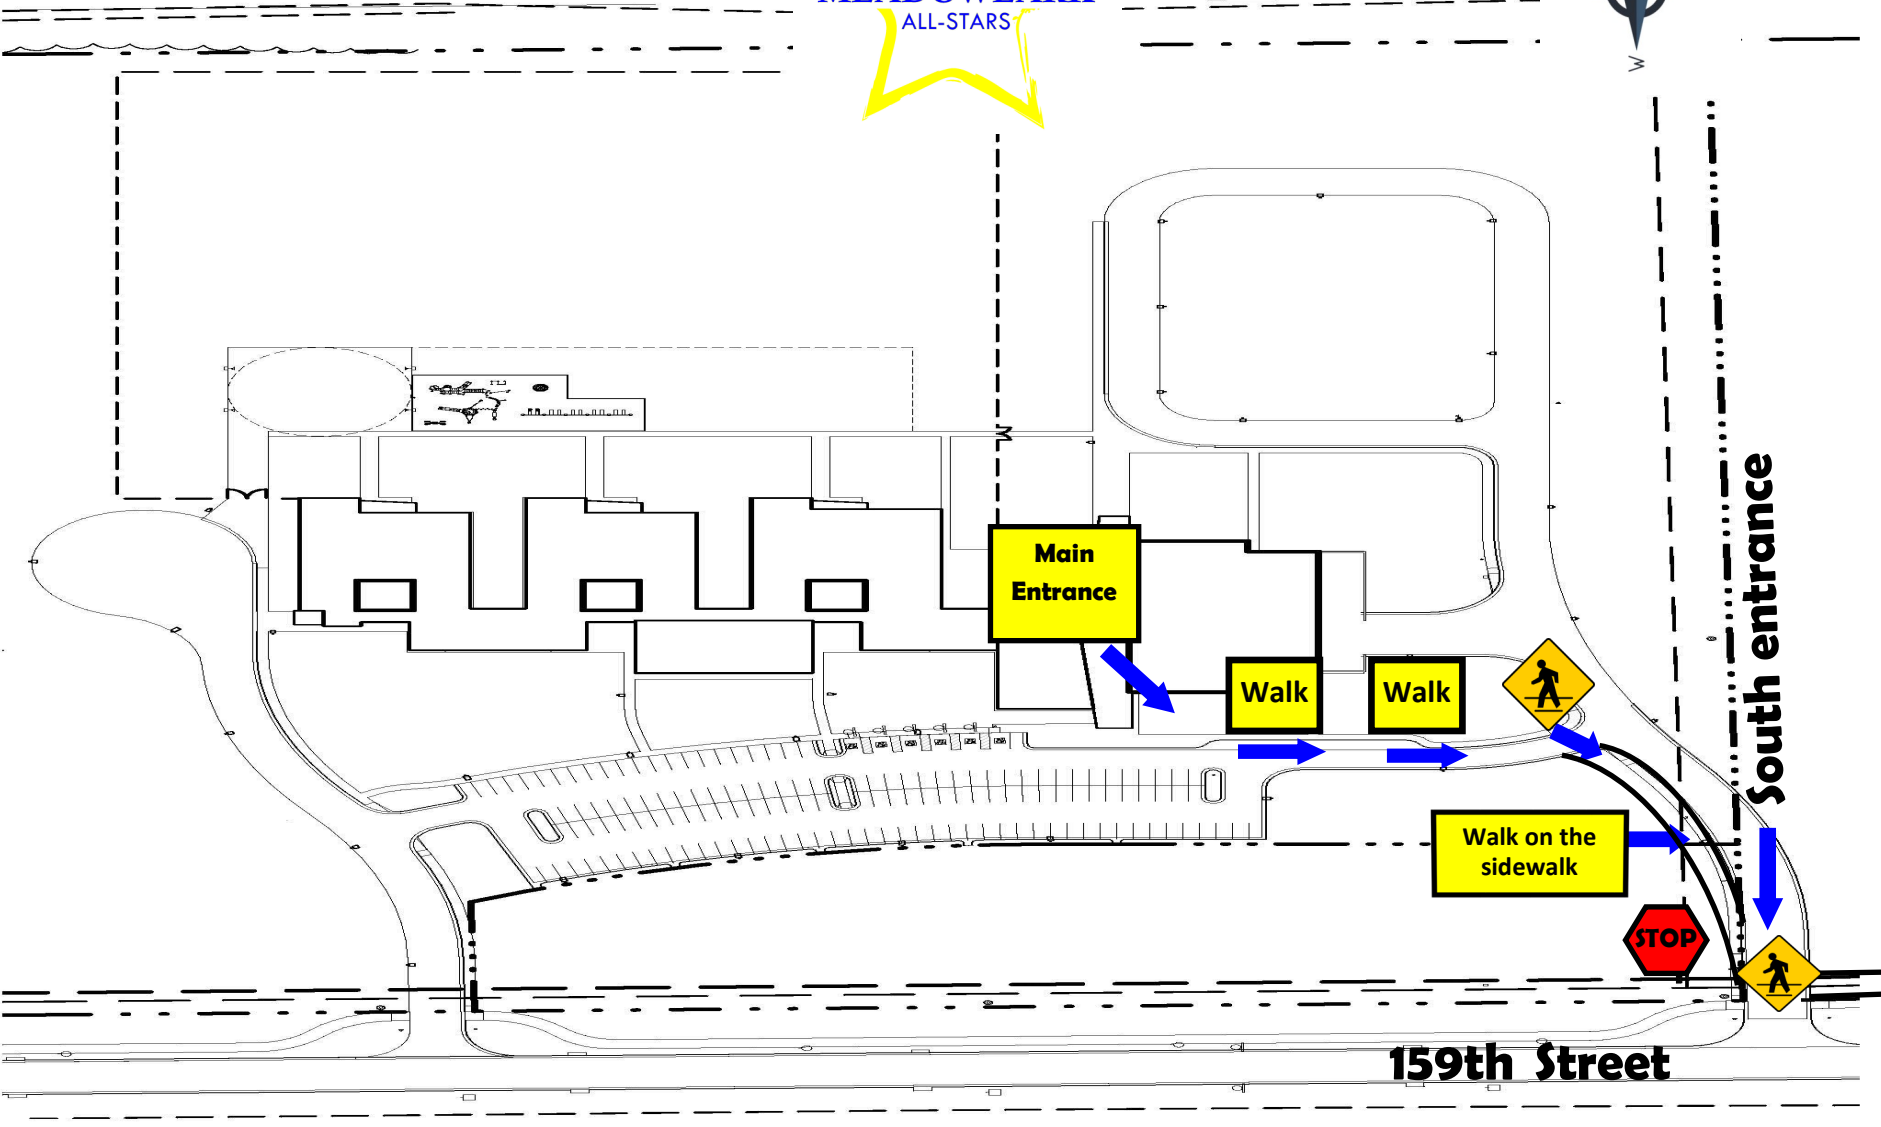 ALL-STARS
W
South entrance
Main
Entrance
Walk
Walk
Walk on the
sidewalk
STOP
159th Street